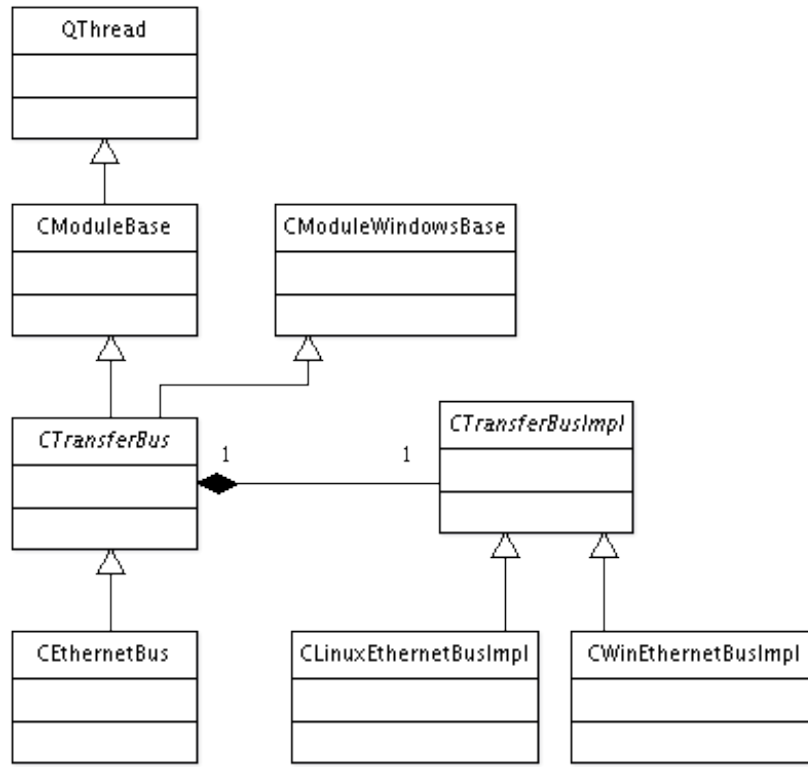 QThread
CModuleBase
CModuleWindowsBase
CTransferBus
1
1
CTransferBusImpl
CEthernetBus
CLinuxEthernetBusImpl
CWinEthernetBusImpl